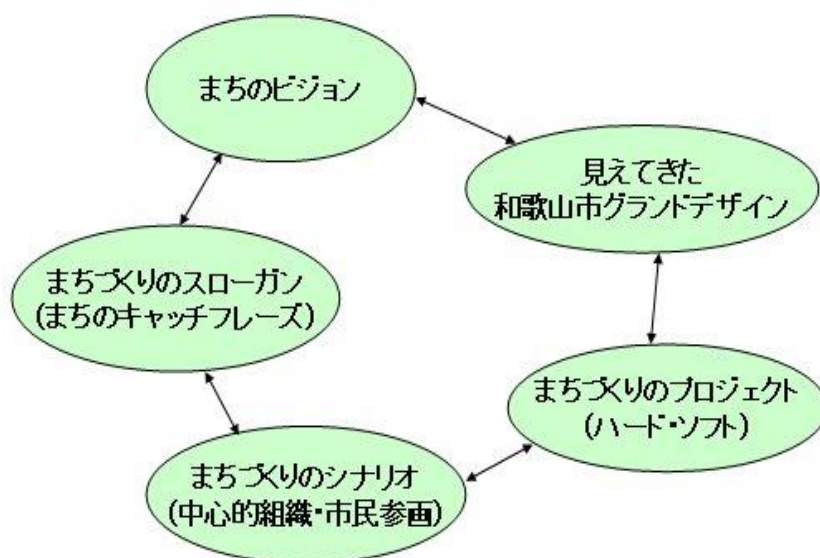 まちのビジョン
見えてきた
和歌山市グランドデザイン
まちづくりのスローガン
(まちのキャッチフレーズ)
まちづくりのプロジェクト
(ハード・ソフト)
まちづくりのシナリオ
(中心的組織・市民参画)